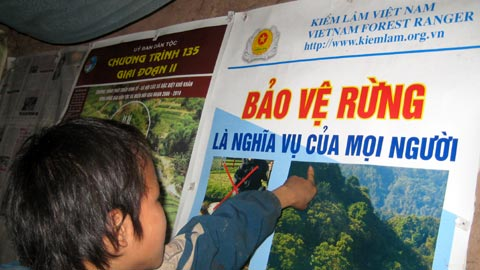 ỦY BAN DÂN TỘC
CHƯƠNG TRÌNH 135
GIAI ĐOẠN II
KIỂM LÂM VIỆT NAM
VIETNAM FOREST RANGER
http://www.kiemlam.org.vn
BẢO VỆ RỪNG
LÀ NGHĨA VỤ CỦA MỌI NGƯỜI